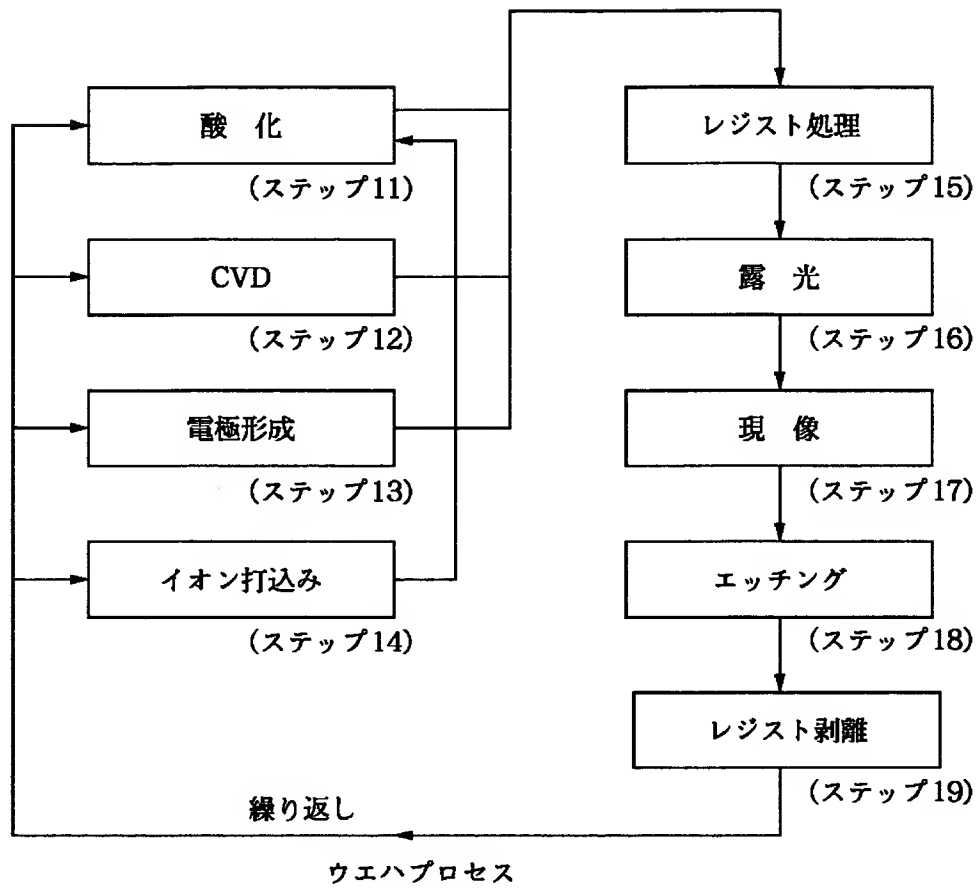 酸 化
(ステップ11)
CVD
(ステップ12)
電極形成
(ステップ13)
イオン打込み
(ステップ14)
レジスト処理
(ステップ15)
露 光
(ステップ16)
現 像
(ステップ17)
エッチング
(ステップ18)
レジスト剥離
(ステップ19)
繰り返し
ウエハプロセス